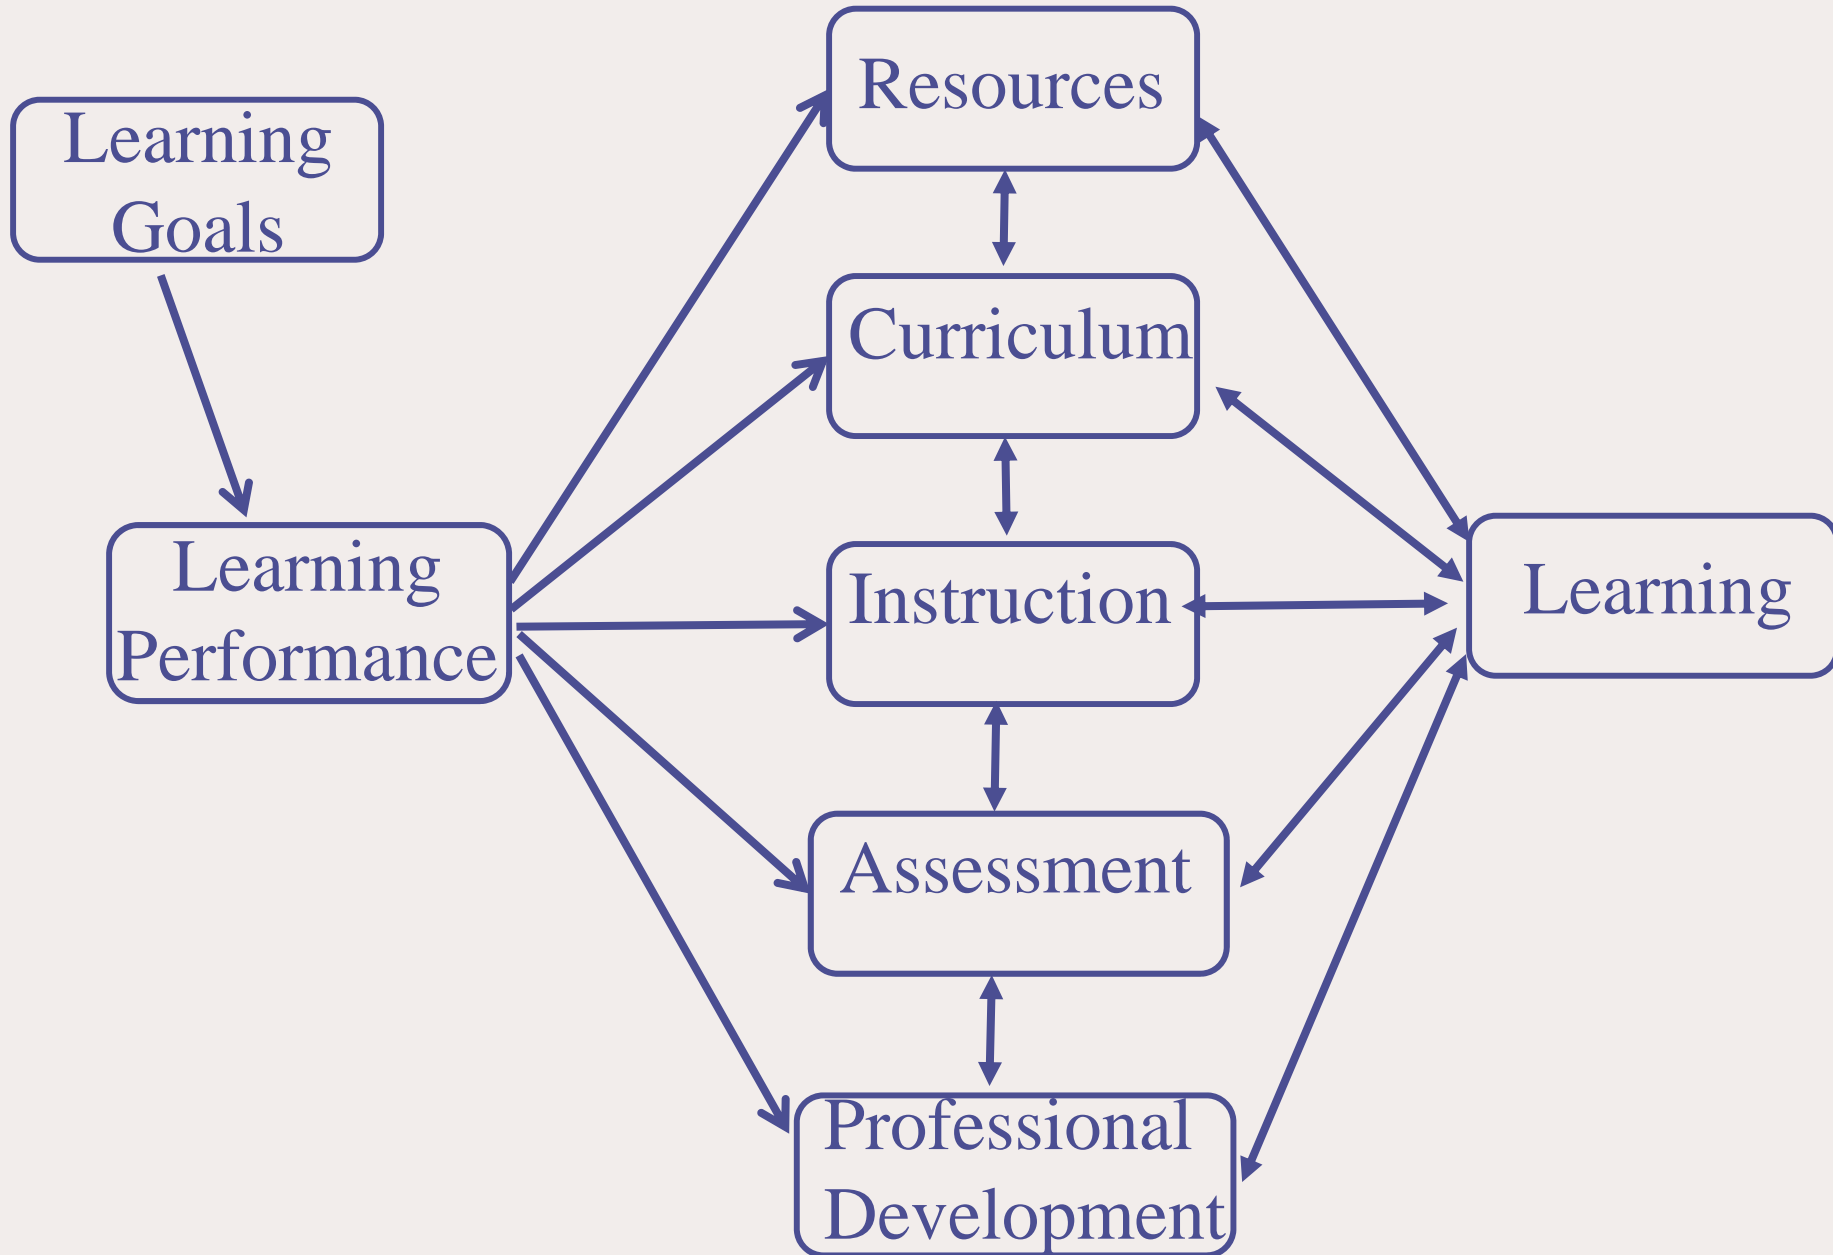 Resources
Learning
Goals
Curriculum
Learning
Performance
Instruction
Learning
Assessment
Professional
Development